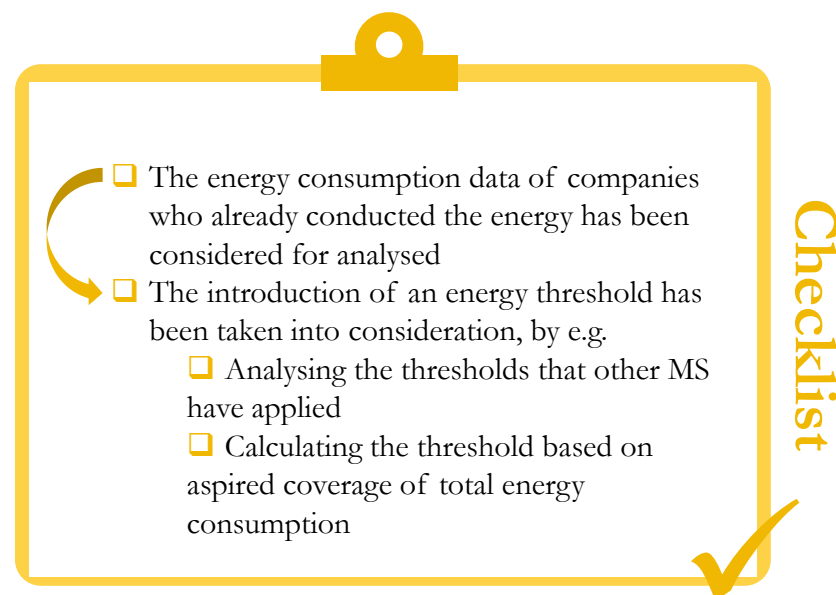 ❑ The energy consumption data of companies
who already conducted the energy has been
considered for analysed
❑ The introduction of an energy threshold has
been taken into consideration, by e.g.
❑ Analysing the thresholds that other MS
have applied
❑ Calculating the threshold based on
aspired coverage of total energy
consumption
Checklist